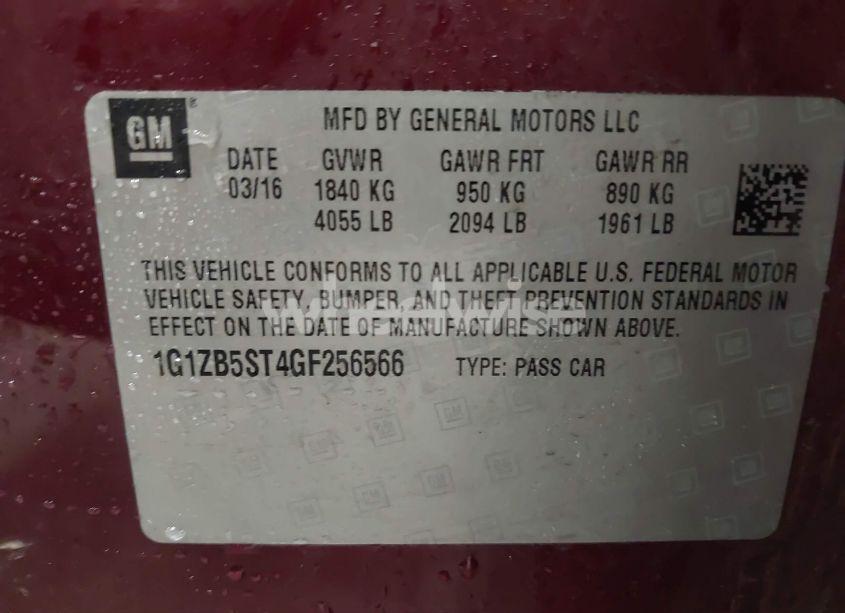 GM
MFD BY GENERAL MOTORS LLC
DATE GVWR GAWR FRT GAWR RR
03/16 1840 KG 950 KG 890 KG
4055 LB 2094 LB 1961 LB
THIS VEHICLE CONFORMS TO ALL APPLICABLE U.S. FEDERAL MOTOR
VEHICLE SAFETY, BUMPER, AND THEFT PREVENTION STANDARDS IN
EFFECT ON THE DATE OF MANUFACTURE SHOWN ABOVE.
1G1ZB5ST4GF256566 TYPE: PASS CAR